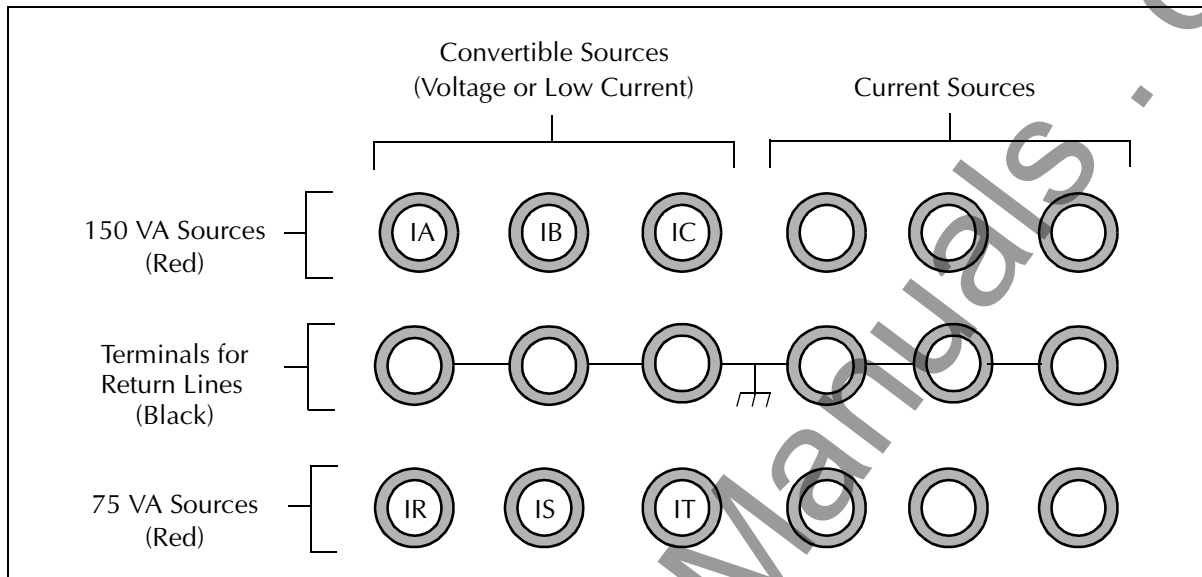 Convertible Sources
(Voltage or Low Current)
Current Sources
150 VA Sources
(Red)
IA
IB
IC
Terminals for
Return Lines
(Black)
75 VA Sources
(Red)
IR
IS
IT
Manuals .